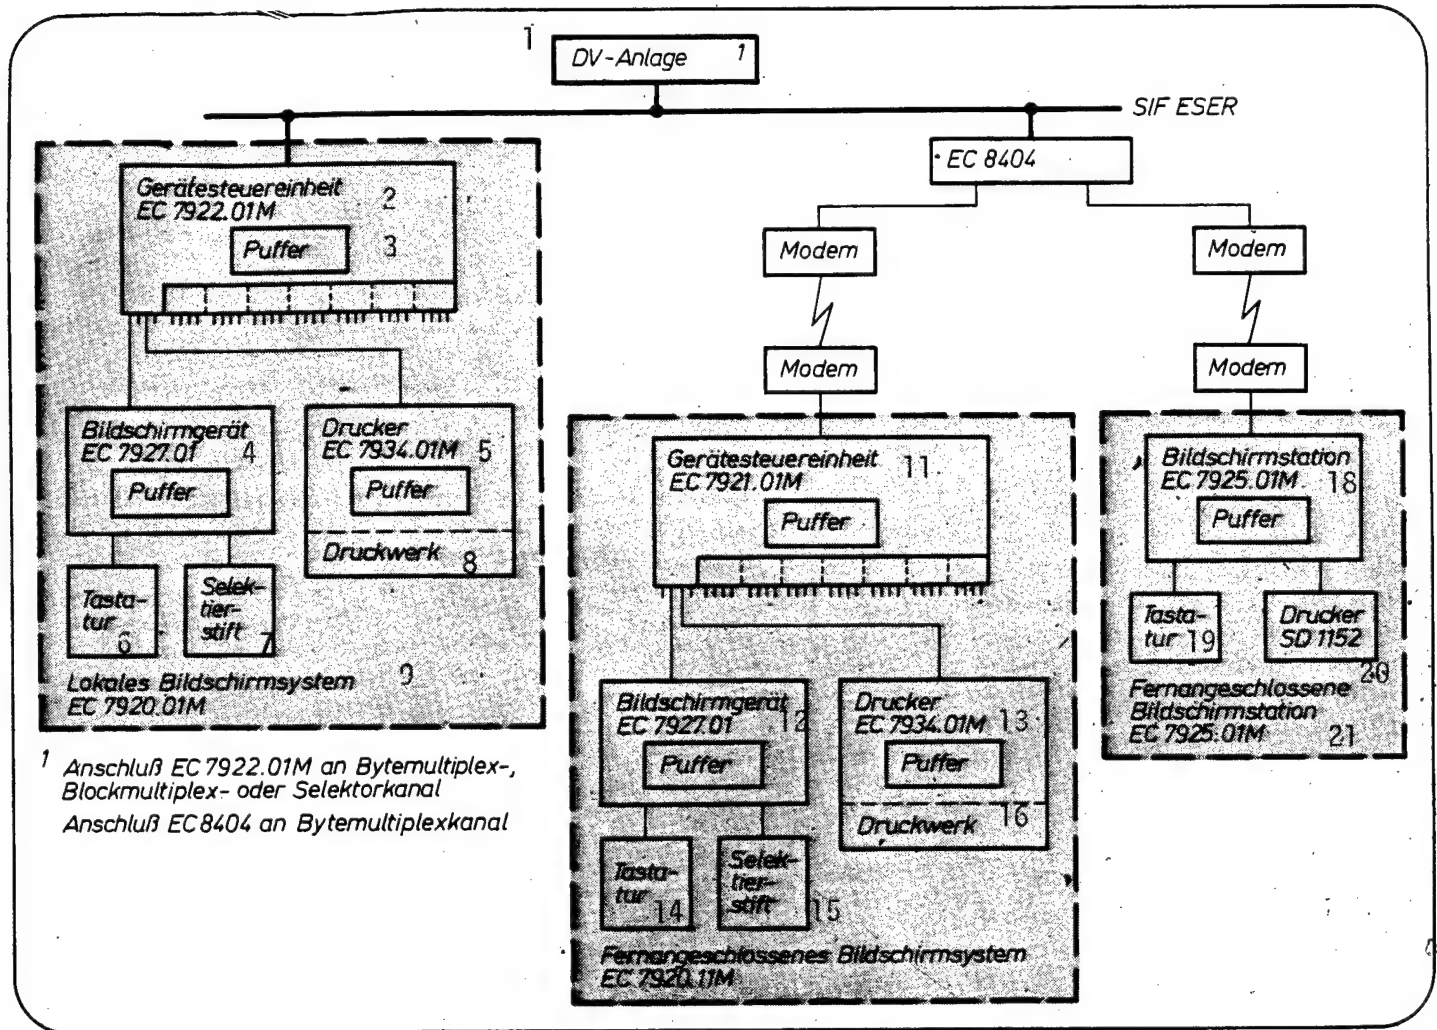 1
DV-Anlage 1
SIF ESER
EC 8404
Gerätesteuereinheit 2
EC 7922.01M
Puffer 3
Modem
Modem
Modem
Modem
Bildschirmgerät
EC 7927.01 4
Puffer
Drucker
EC 7934.01M 5
Puffer
Druckwerk 8
Tasta-
tur 6
Selek-
tier-
stift 7
Lokales Bildschirmsystem 9
EC 7920.01M
Gerätesteuereinheit 11
EC 7921.01M
Puffer
Bildschirmstation
EC 7925.01M 18
Puffer
Tasta-
tur 19
Drucker
SD 1152
20
Fernangeschlossene
Bildschirmstation
EC 7925.01M 21
Bildschirmgerät
EC 7927.01 12
Puffer
Drucker
EC 7934.01M 13
Puffer
Druckwerk 16
Tasta-
tur 14
Selek-
tier-
stift 15
Fernangeschlossenes Bildschirmsystem
EC 7920.11M
1 Anschluß EC 7922.01M an Bytemultiplex-,
Blockmultiplex- oder Selektorkanal
Anschluß EC 8404 an Bytemultiplexkanal